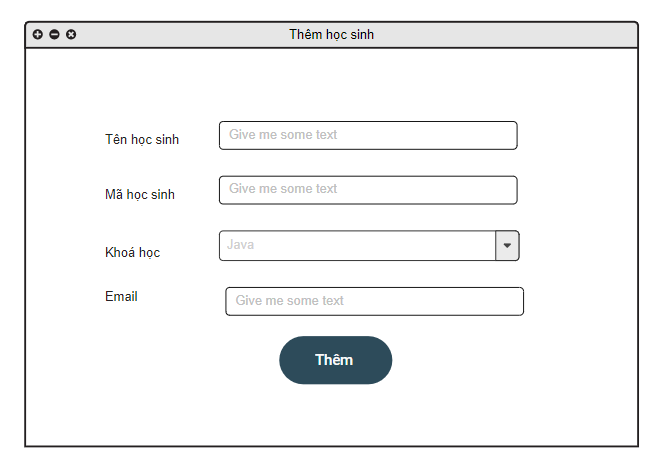 Thêm học sinh
Tên học sinh
Give me some text
Mã học sinh
Give me some text
Khoá học
Java
Email
Give me some text
Thêm